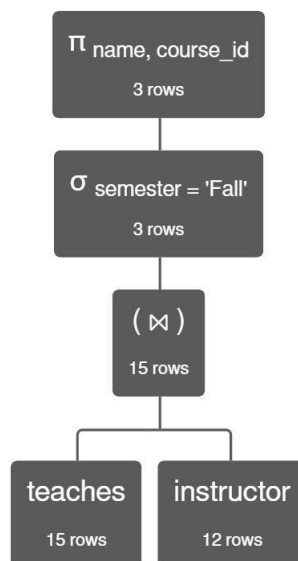 π name, course_id
3 rows
σ semester = 'Fall'
3 rows
( ⋈ )
15 rows
teaches
15 rows
instructor
12 rows